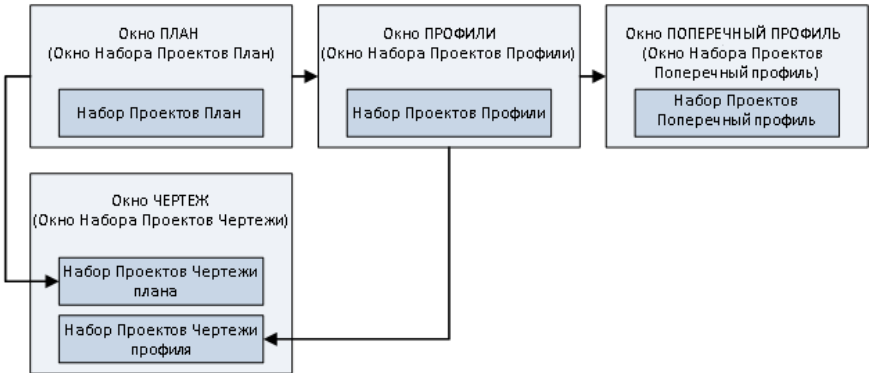 Окно ПЛАН
(Окно Набора Проектов План)
Набор Проектов План
Окно ПРОФИЛИ
(Окно Набора Проектов Профили)
Набор Проектов Профили
Окно ПОПЕРЕЧНЫЙ ПРОФИЛЬ
(Окно Набора Проектов
Поперечный профиль)
Набор Проектов
Поперечный профиль
Окно ЧЕРТЕЖ
(Окно Набора Проектов Чертежи)
Набор Проектов Чертежи
плана
Набор Проектов Чертежи
профиля